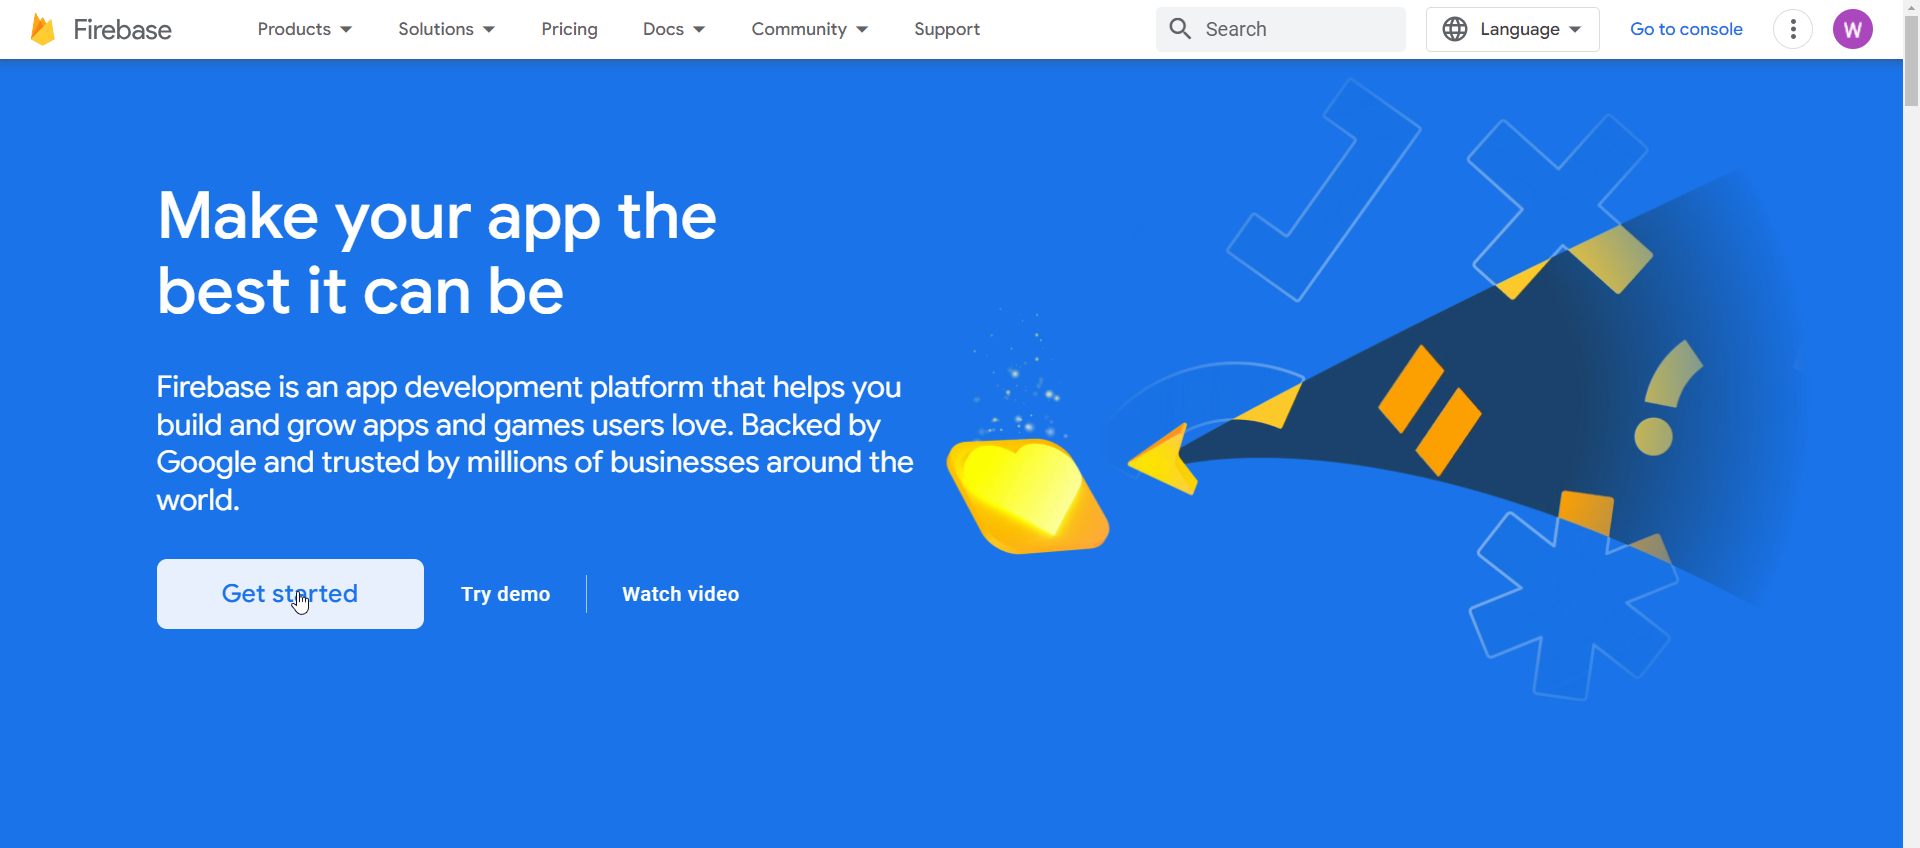 Firebase Products Solutions Pricing Docs Community Support Search Language Go to console W
Make your app the
best it can be
Firebase is an app development platform that helps you
build and grow apps and games users love. Backed by
Google and trusted by millions of businesses around the
world.
Get started Try demo Watch video